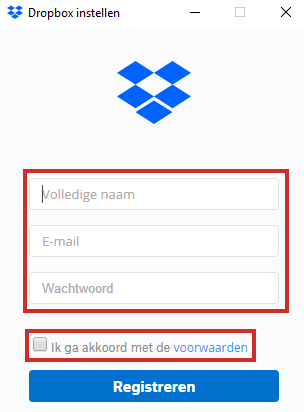 Dropbox instellen
Volledige naam
E-mail
Wachtwoord
Ik ga akkoord met de voorwaarden
Registreren